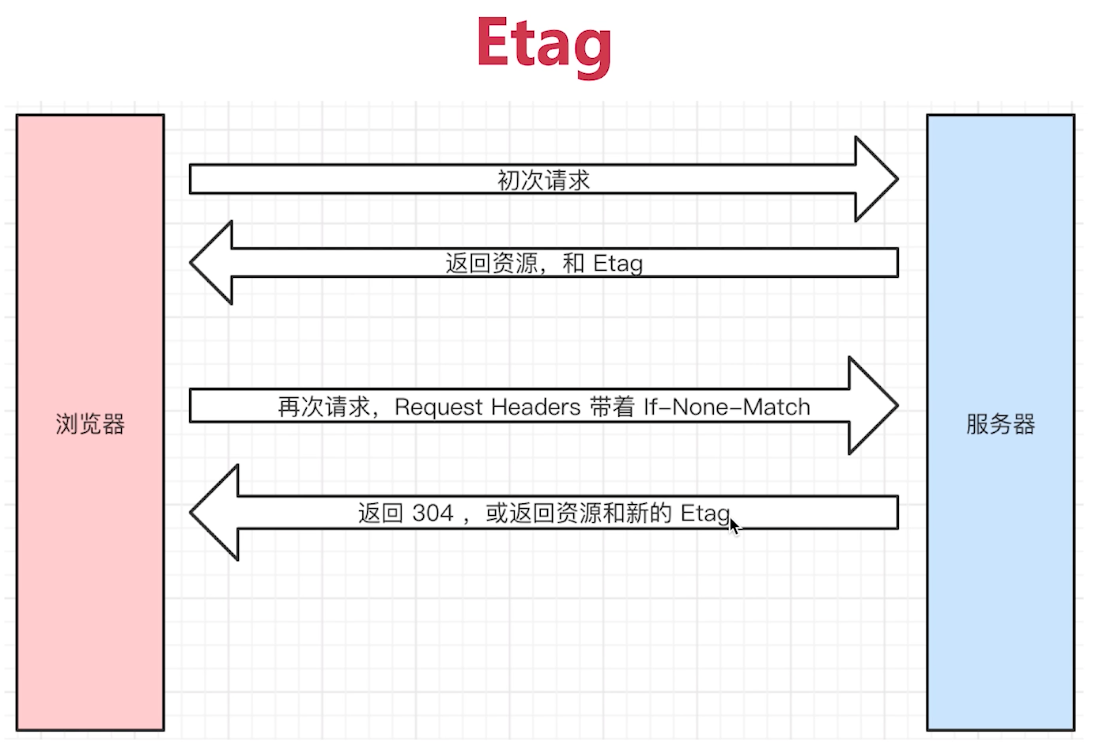 Etag
初次请求
返回资源，和 Etag
再次请求，Request Headers 带着 If-None-Match
浏览器
服务器
返回 304 ，或返回资源和新的 Etag